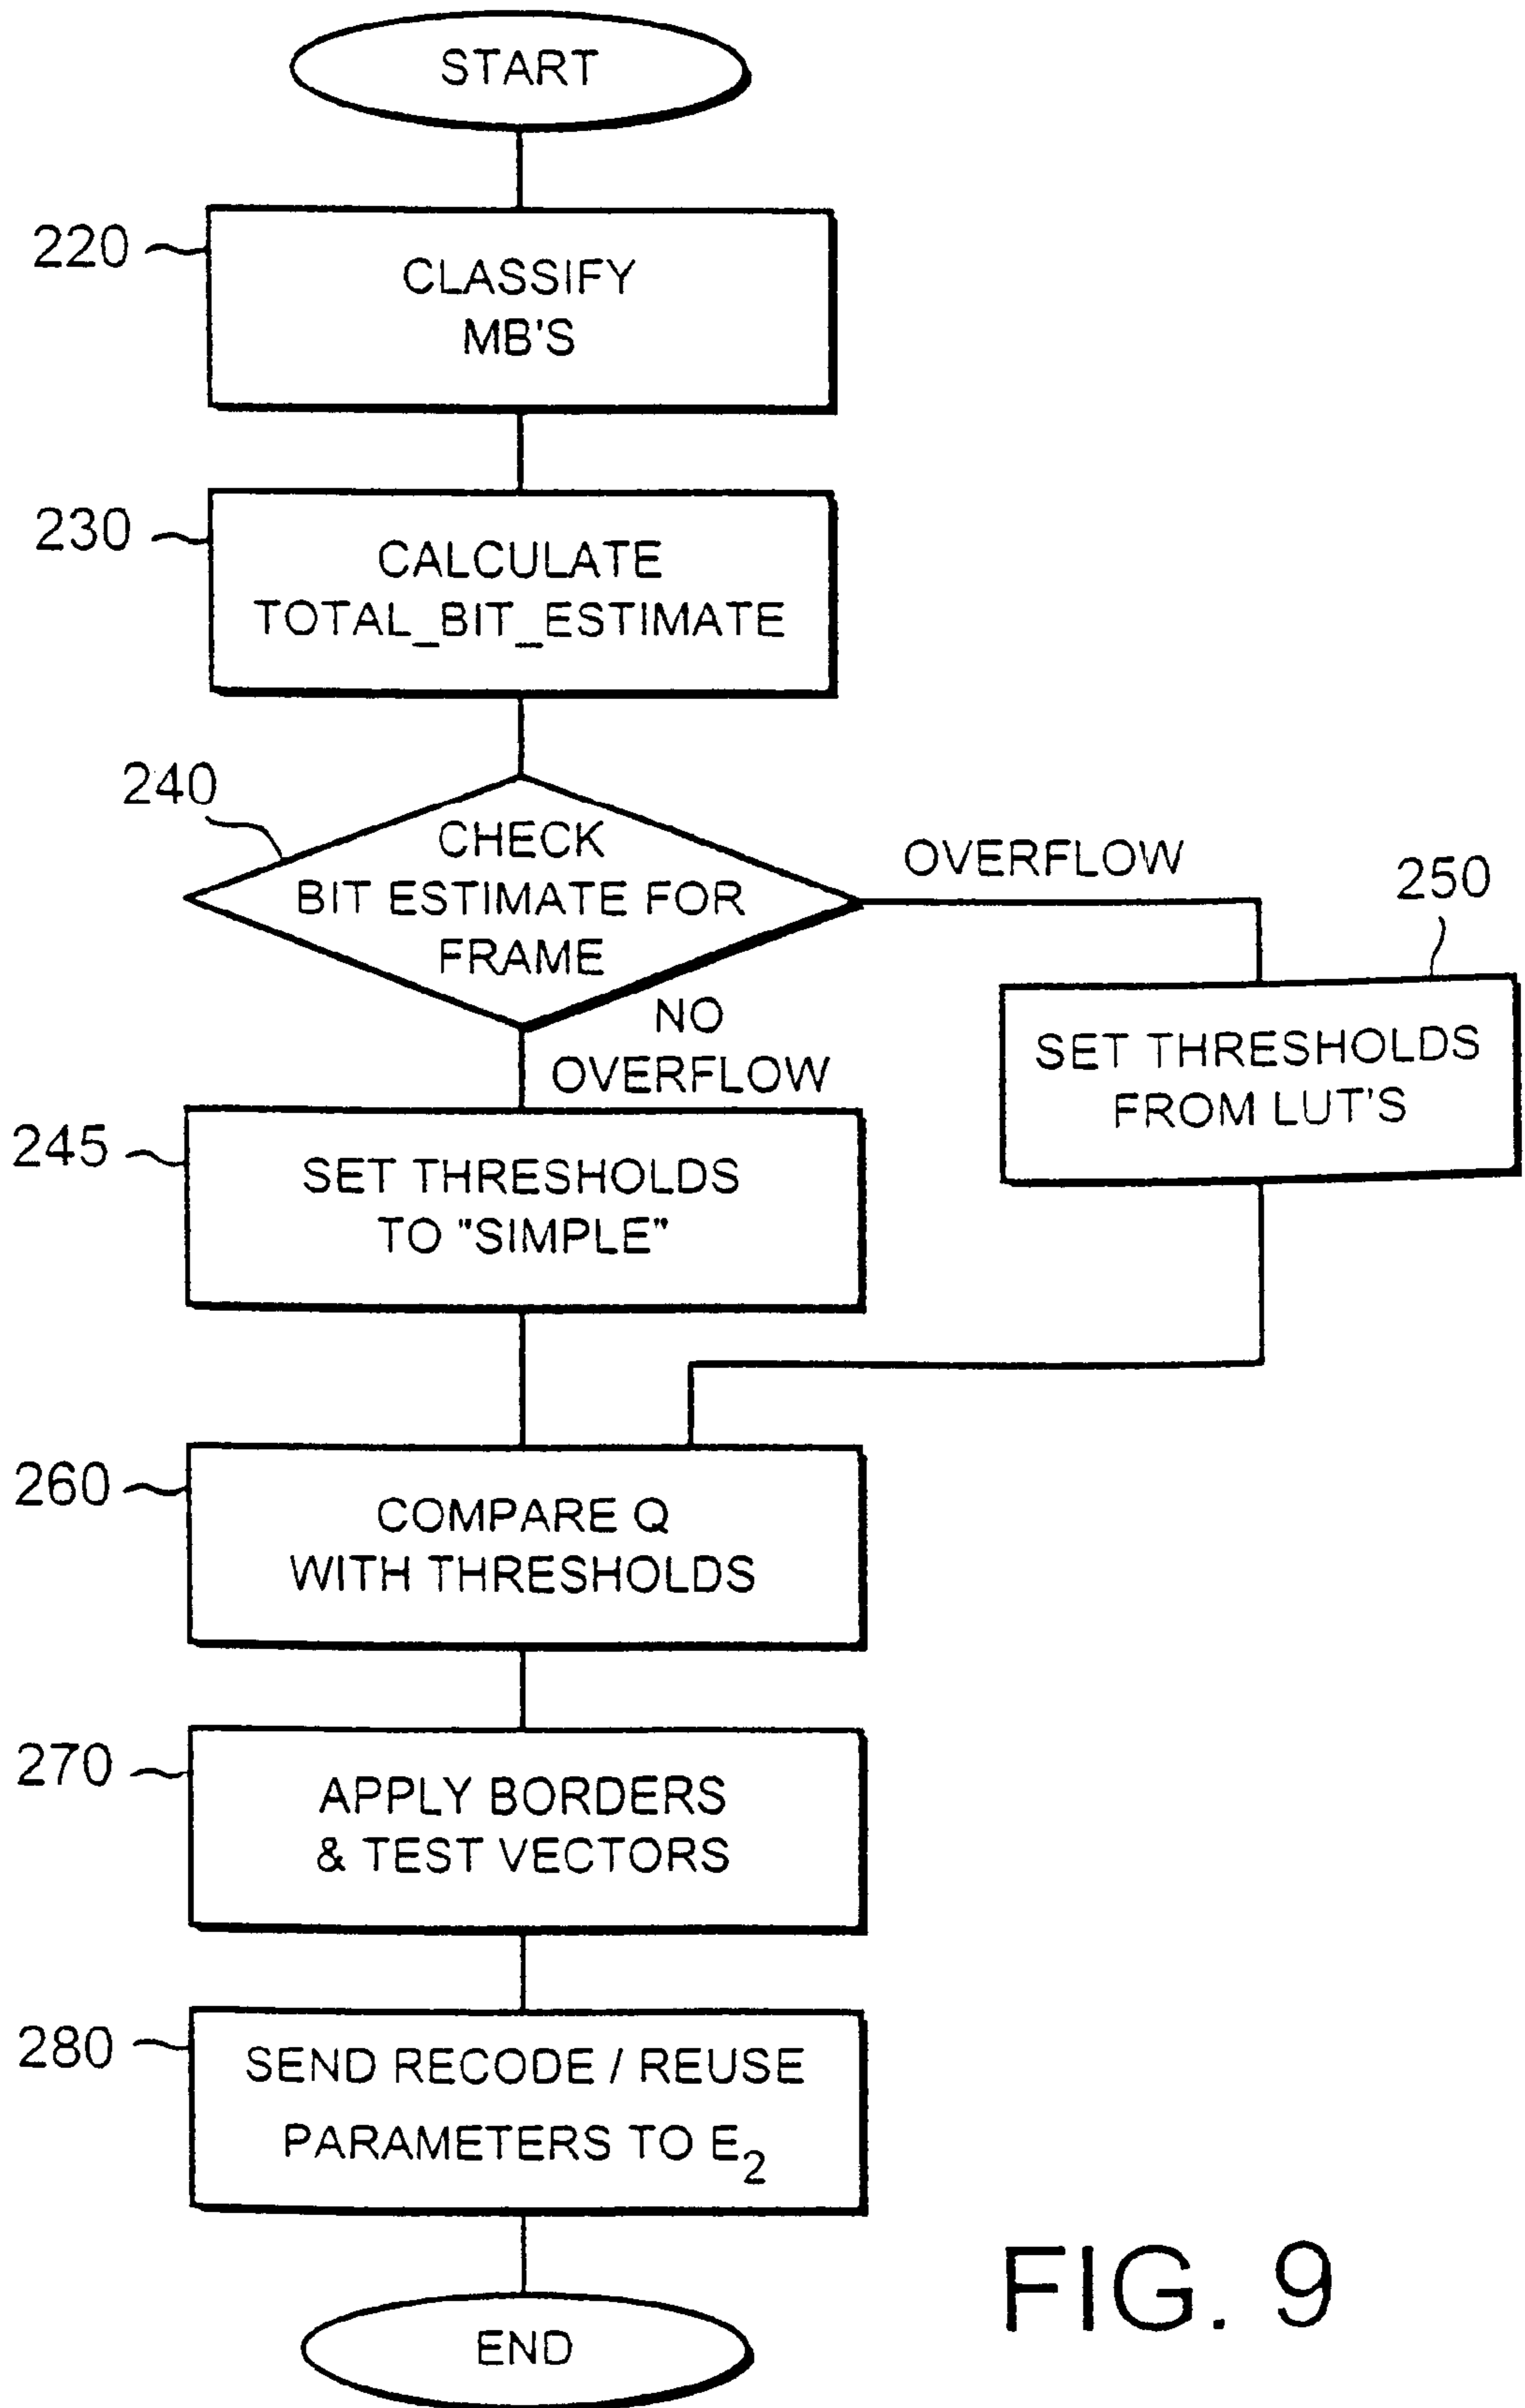 START
220
CLASSIFY
MB'S
230
CALCULATE
TOTAL_BIT_ESTIMATE
240
CHECK
BIT ESTIMATE FOR
FRAME
OVERFLOW
250
NO
OVERFLOW
SET THRESHOLDS
FROM LUT'S
245
SET THRESHOLDS
TO "SIMPLE"
260
COMPARE Q
WITH THRESHOLDS
270
APPLY BORDERS
& TEST VECTORS
280
SEND RECODE / REUSE
PARAMETERS TO E₂
END
FIG. 9